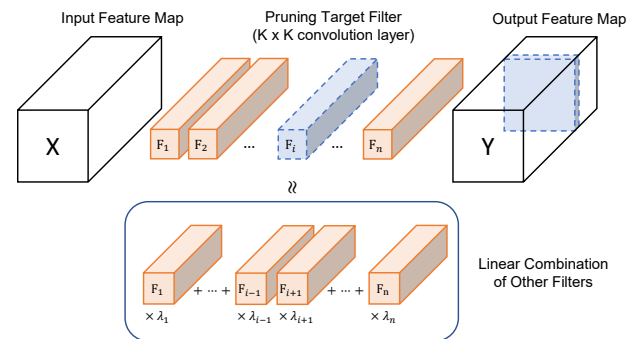 Input Feature Map
Pruning Target Filter
(K x K convolution layer)
Output Feature Map
X
F₁ F₂ ... Fᵢ ... Fₙ
Y
≈
F₁ + ⋯ + Fᵢ₋₁ Fᵢ₊₁ + ⋯ + Fₙ
× λ₁ × λᵢ₋₁ × λᵢ₊₁ × λₙ
Linear Combination
of Other Filters